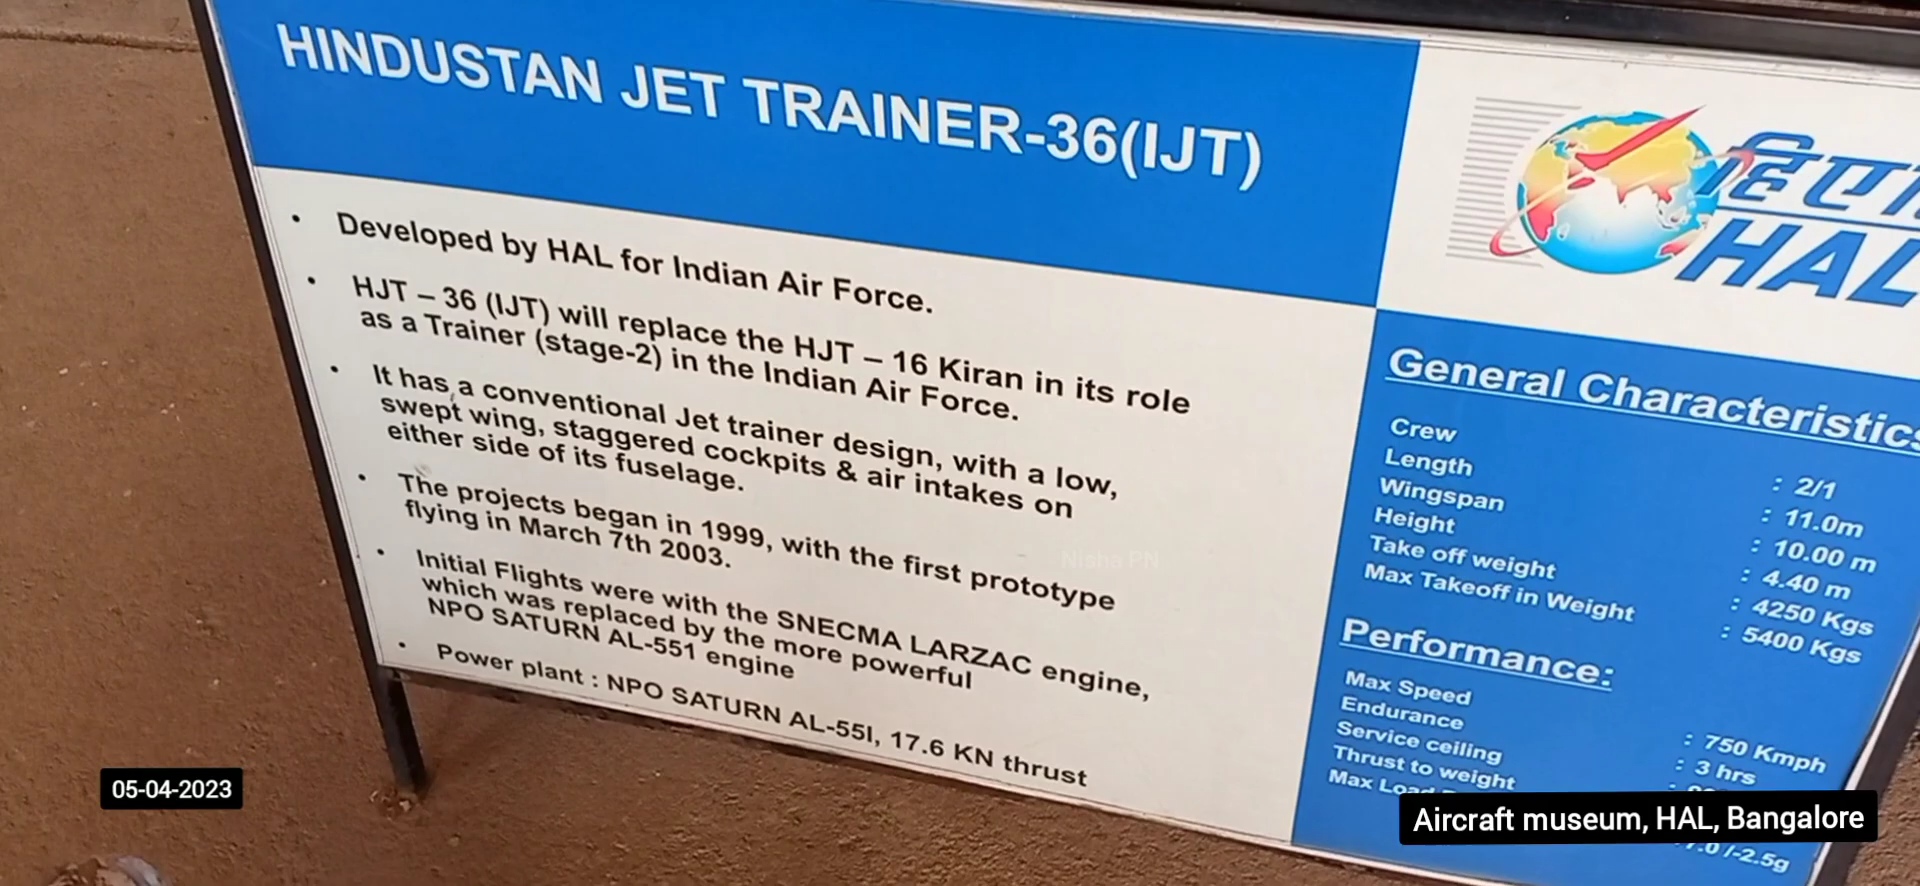 HINDUSTAN JET TRAINER-36(IJT)
• Developed by HAL for Indian Air Force.
• HJT – 36 (IJT) will replace the HJT – 16 Kiran in its role
as a Trainer (stage-2) in the Indian Air Force.
• It has a conventional Jet trainer design, with a low,
swept wing, staggered cockpits & air intakes on
either side of its fuselage.
• The projects began in 1999, with the first prototype
flying in March 7th 2003.
• Initial Flights were with the SNECMA LARZAC engine,
which was replaced by the more powerful
NPO SATURN AL-551 engine
• Power plant : NPO SATURN AL-55I, 17.6 KN thrust
HAL
General Characteristics
Crew : 2/1
Length : 11.0m
Wingspan : 10.00 m
Height : 4.40 m
Take off weight : 4250 Kgs
Max Takeoff in Weight : 5400 Kgs
Performance:
Max Speed : 750 Kmph
Endurance : 3 hrs
Service ceiling
Thrust to weight
Max
/-2.5g
Nisha PN
05-04-2023
Aircraft museum, HAL, Bangalore